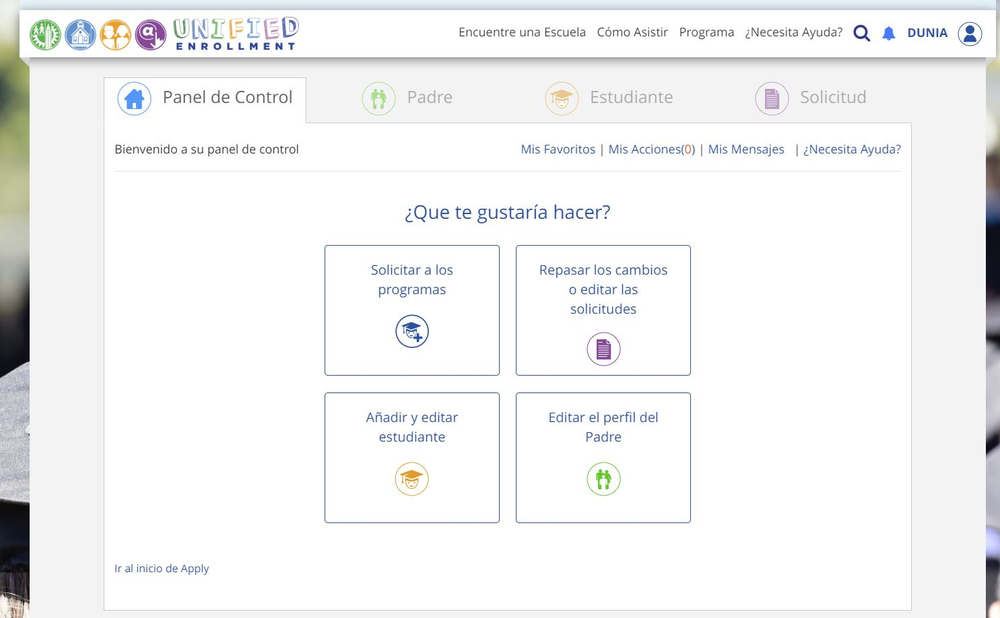 UNIFIED
ENROLLMENT
Encuentre una Escuela Cómo Asistir Programa ¿Necesita Ayuda? DUNIA
Panel de Control Padre Estudiante Solicitud
Bienvenido a su panel de control Mis Favoritos | Mis Acciones(0) | Mis Mensajes | ¿Necesita Ayuda?
¿Que te gustaría hacer?
Solicitar a los
programas
Repasar los cambios
o editar las
solicitudes
Añadir y editar
estudiante
Editar el perfil del
Padre
Ir al inicio de Apply